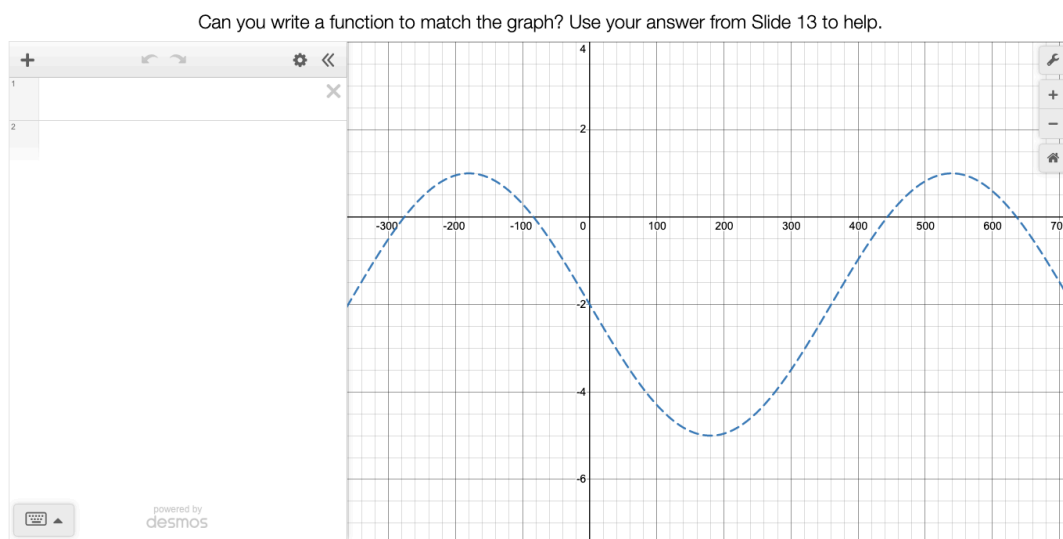 Can you write a function to match the graph? Use your answer from Slide 13 to help.
1
2
powered by
desmos
4
2
-300 -200 -100 0 100 200 300 400 500 600 70
-2
-4
-6